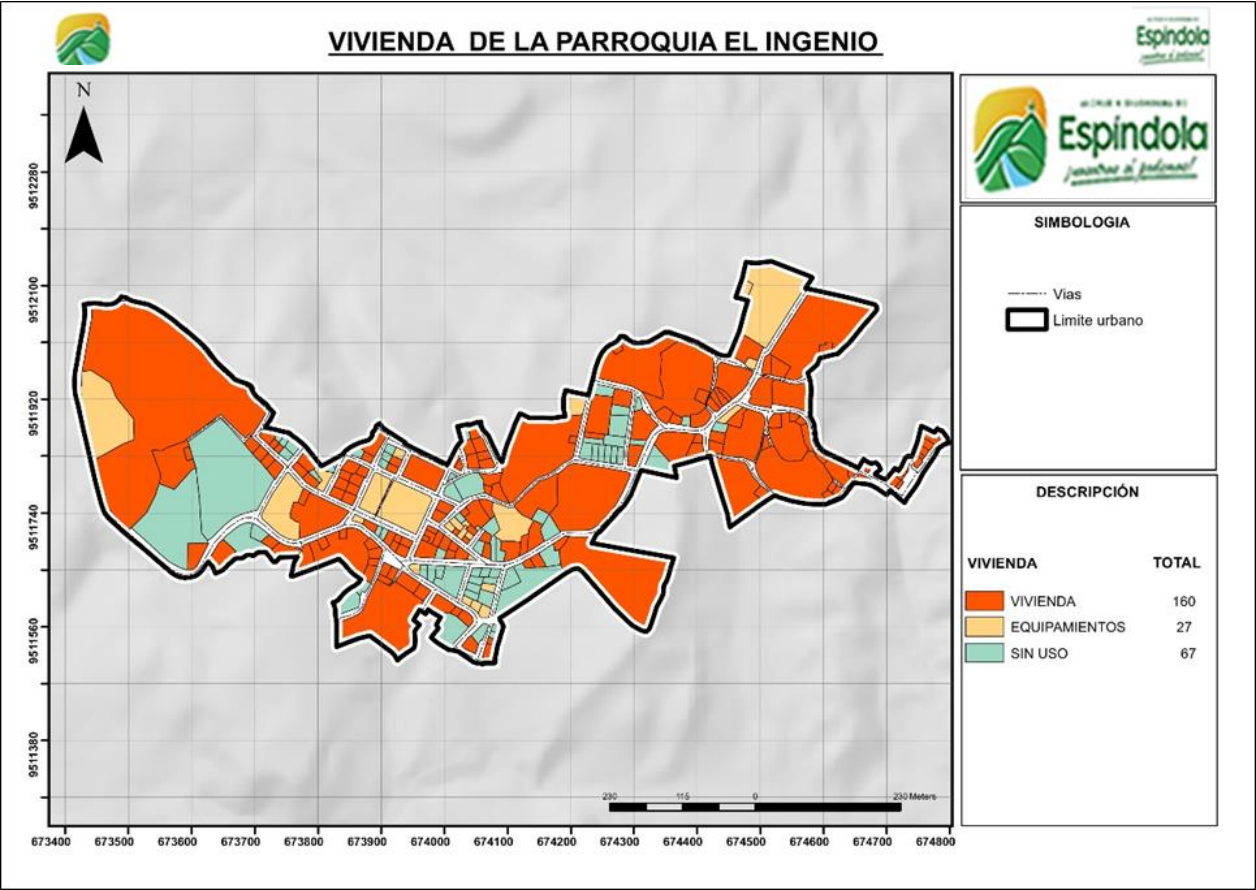 VIVIENDA DE LA PARROQUIA EL INGENIO
Espíndola
N
9512280
9512100
9511920
9511740
9511560
9511380
230 115 0 230 Meters
673400 673500 673600 673700 673800 673900 674000 674100 674200 674300 674400 674500 674600 674700 674800
Espíndola
¡nosotros sí podemos!
SIMBOLOGIA
Vias
Limite urbano
DESCRIPCIÓN
VIVIENDA TOTAL
VIVIENDA 160
EQUIPAMIENTOS 27
SIN USO 67